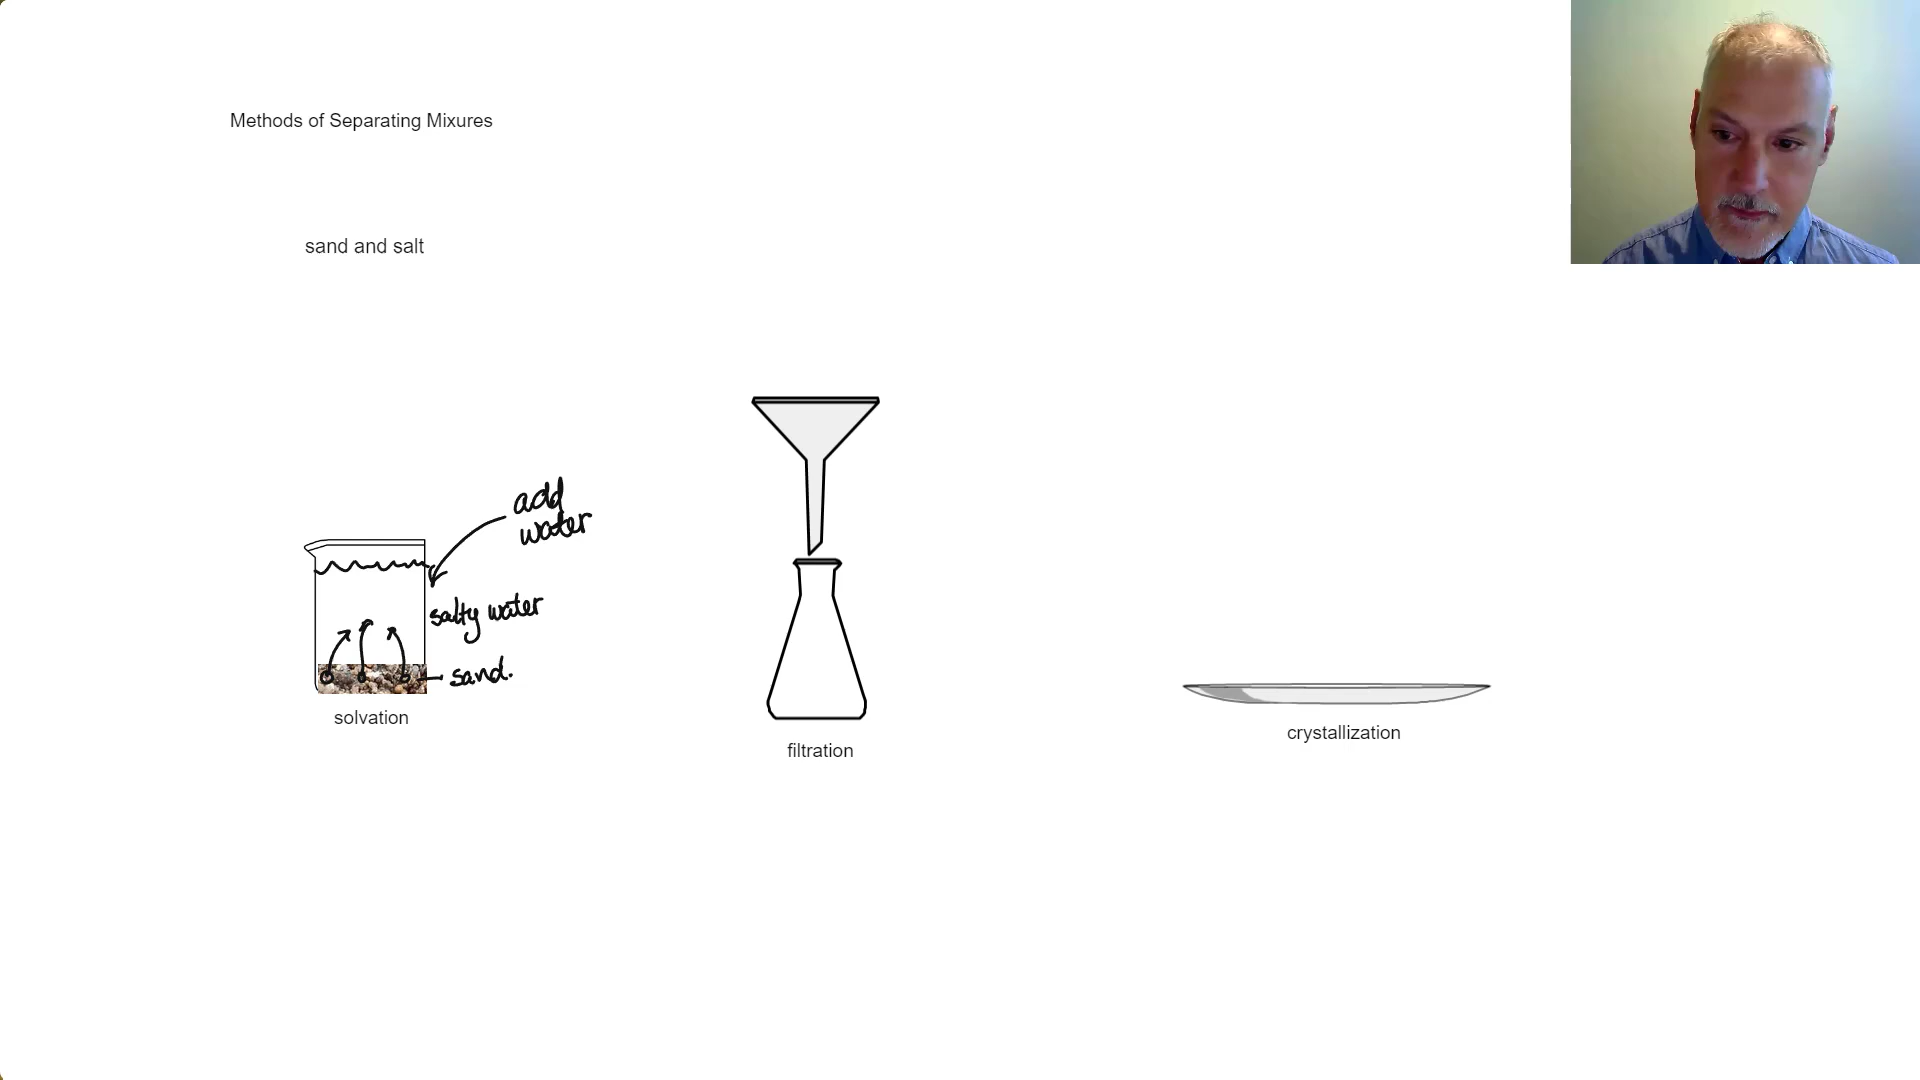 Methods of Separating Mixures
sand and salt
add
water
salty water
sand.
solvation
filtration
crystallization